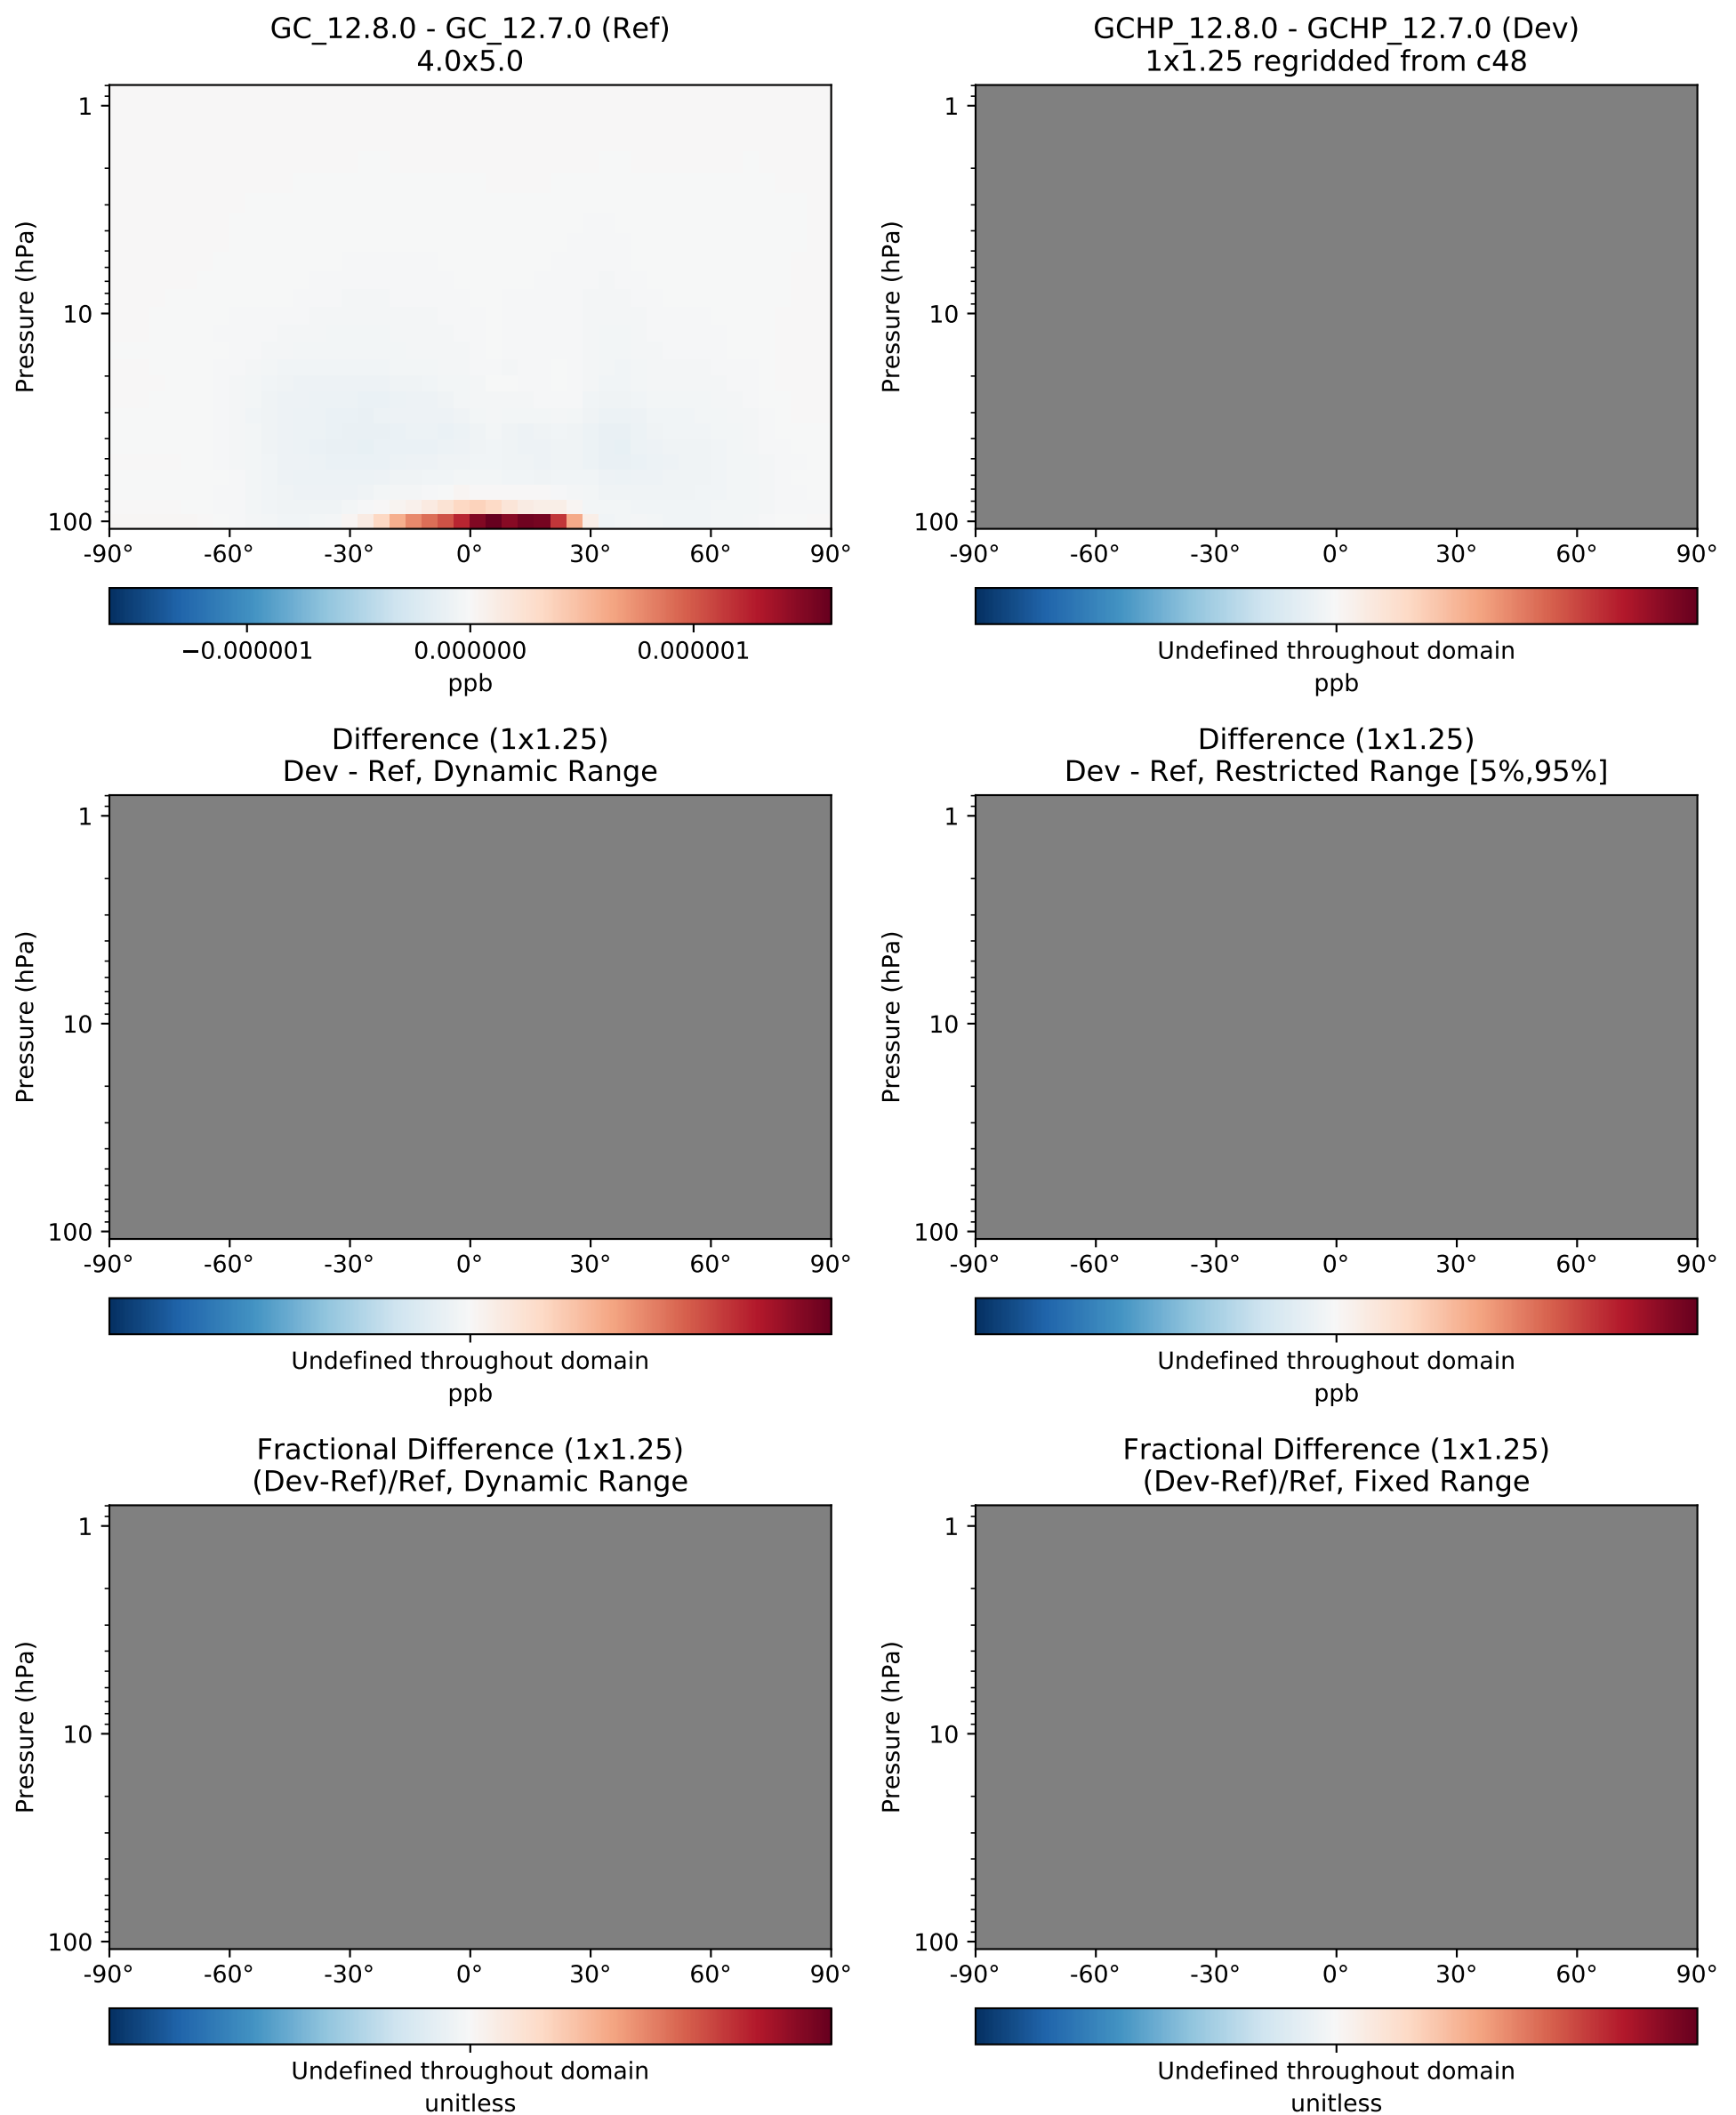 GC_12.8.0 - GC_12.7.0 (Ref)
4.0x5.0
Pressure (hPa)
1
10
100
-90° -60° -30° 0° 30° 60° 90°
−0.000001 0.000000 0.000001
ppb
GCHP_12.8.0 - GCHP_12.7.0 (Dev)
1x1.25 regridded from c48
Pressure (hPa)
1
10
100
-90° -60° -30° 0° 30° 60° 90°
Undefined throughout domain
ppb
Difference (1x1.25)
Dev - Ref, Dynamic Range
Pressure (hPa)
1
10
100
-90° -60° -30° 0° 30° 60° 90°
Undefined throughout domain
ppb
Difference (1x1.25)
Dev - Ref, Restricted Range [5%,95%]
Pressure (hPa)
1
10
100
-90° -60° -30° 0° 30° 60° 90°
Undefined throughout domain
ppb
Fractional Difference (1x1.25)
(Dev-Ref)/Ref, Dynamic Range
Pressure (hPa)
1
10
100
-90° -60° -30° 0° 30° 60° 90°
Undefined throughout domain
unitless
Fractional Difference (1x1.25)
(Dev-Ref)/Ref, Fixed Range
Pressure (hPa)
1
10
100
-90° -60° -30° 0° 30° 60° 90°
Undefined throughout domain
unitless